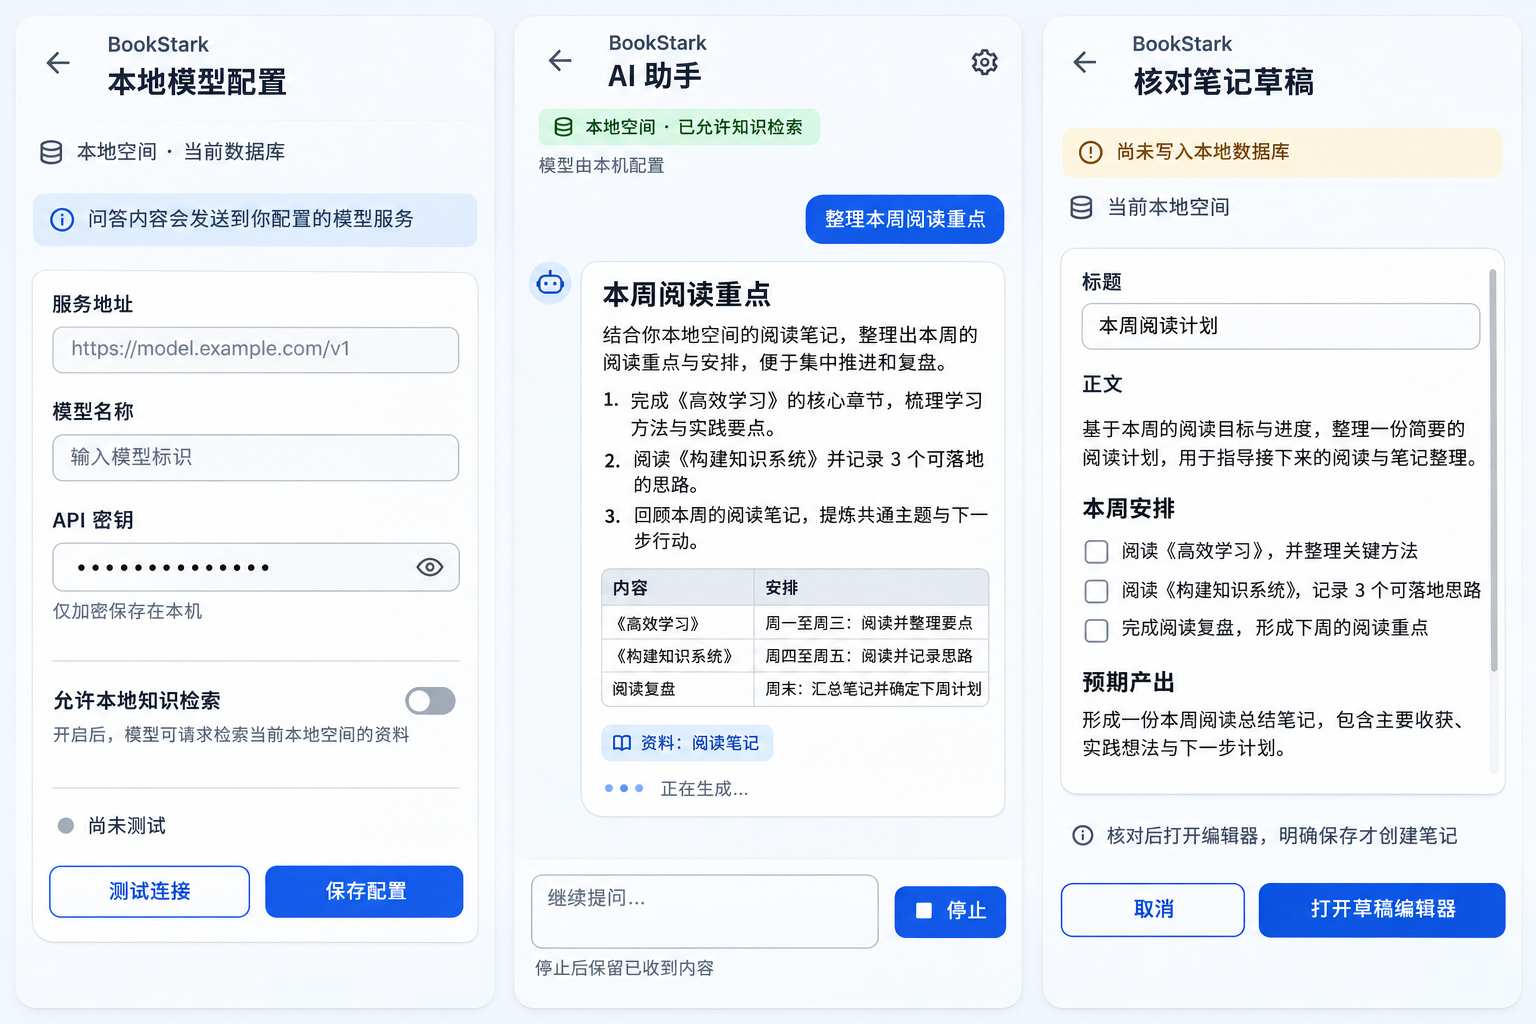 BookStark
本地模型配置
本地空间 · 当前数据库
问答内容会发送到你配置的模型服务
服务地址
https://model.example.com/v1
模型名称
输入模型标识
API 密钥
仅加密保存在本机
允许本地知识检索
开启后，模型可请求检索当前本地空间的资料
尚未测试
测试连接
保存配置
BookStark
AI 助手
本地空间 · 已允许知识检索
模型由本机配置
整理本周阅读重点
本周阅读重点
结合你本地空间的阅读笔记，整理出本周的
阅读重点与安排，便于集中推进和复盘。
1. 完成《高效学习》的核心章节，梳理学习
方法与实践要点。
2. 阅读《构建知识系统》并记录 3 个可落地
的思路。
3. 回顾本周的阅读笔记，提炼共通主题与下一
步行动。
内容 安排
《高效学习》 周一至周三：阅读并整理要点
《构建知识系统》 周四至周五：阅读并记录思路
阅读复盘 周末：汇总笔记并确定下周计划
资料：阅读笔记
正在生成...
继续提问...
停止
停止后保留已收到内容
BookStark
核对笔记草稿
尚未写入本地数据库
当前本地空间
标题
本周阅读计划
正文
基于本周的阅读目标与进度，整理一份简要的
阅读计划，用于指导接下来的阅读与笔记整理。
本周安排
阅读《高效学习》，并整理关键方法
阅读《构建知识系统》，记录 3 个可落地思路
完成阅读复盘，形成下周的阅读重点
预期产出
形成一份本周阅读总结笔记，包含主要收获、
实践想法与下一步计划。
核对后打开编辑器，明确保存才创建笔记
取消
打开草稿编辑器